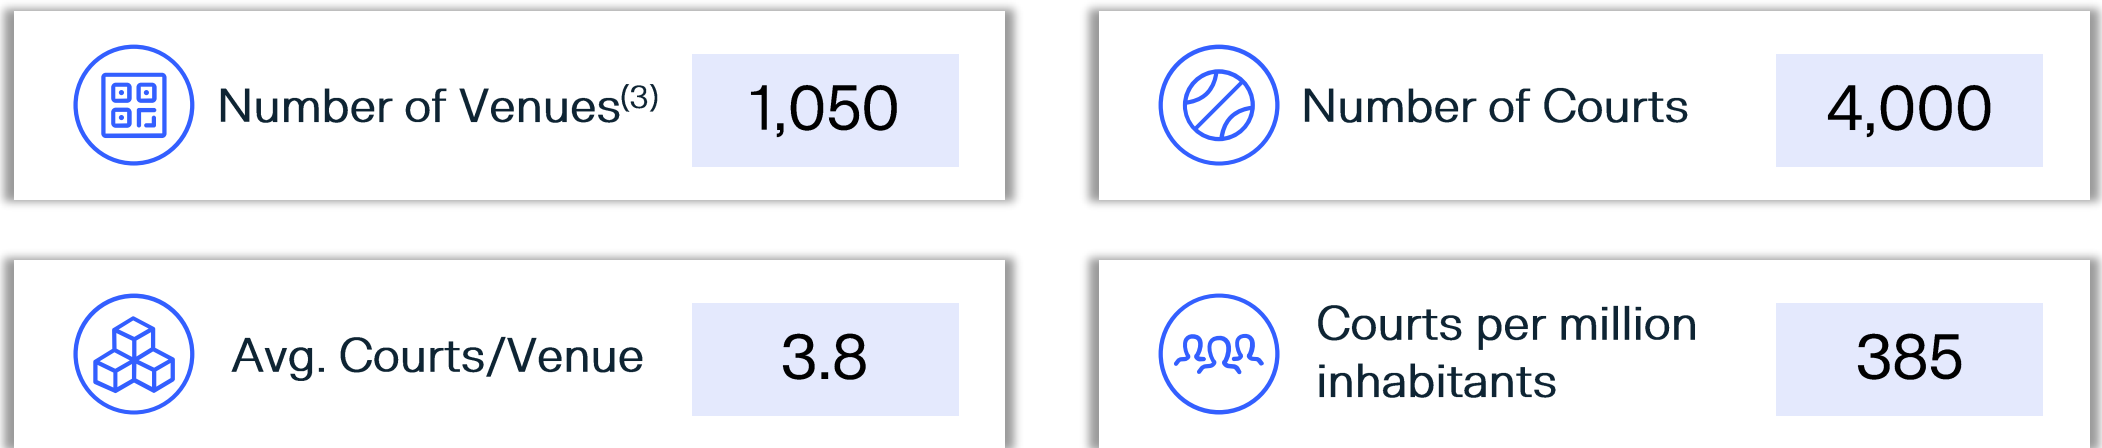 Number of Venues(3)
1,050
Number of Courts
4,000
Avg. Courts/Venue
3.8
Courts per million
inhabitants
385